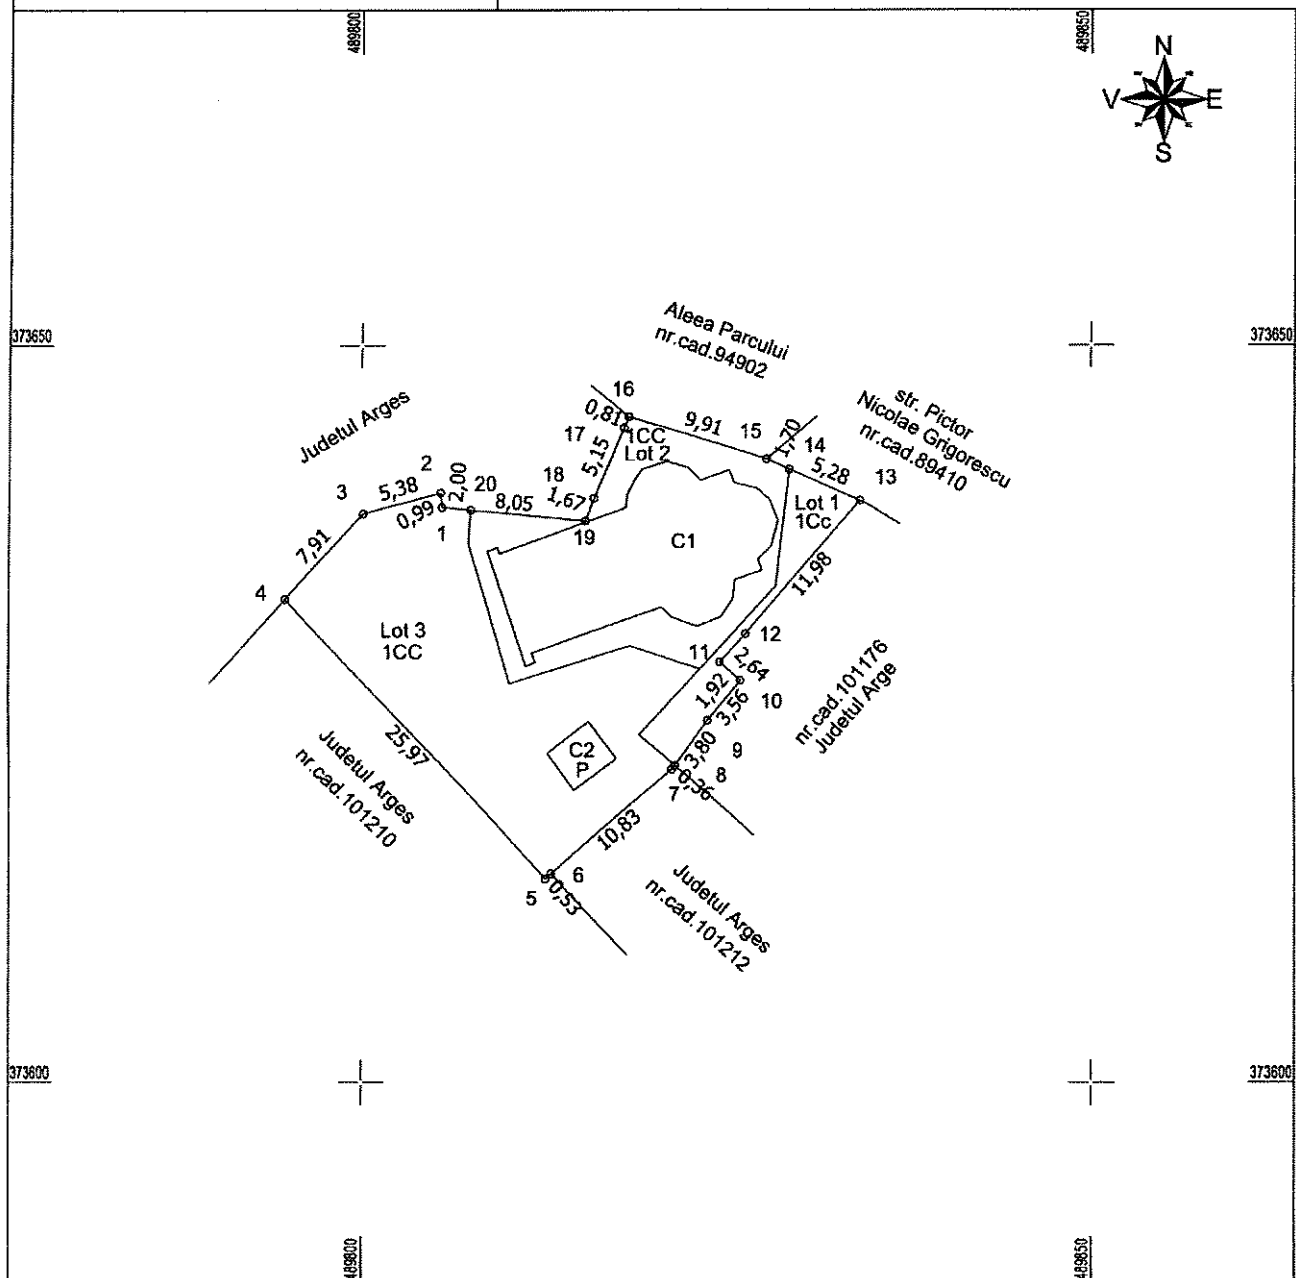 489800
489850
N
V
E
S
373650
373650
Aleea Parcului
nr.cad.94902
str. Pictor
Nicolae Grigorescu
nr.cad.89410
Judetul Arges
16
0,81
17
1CC
Lot 2
9,91
15
1,70
14
5,28
13
2
2,00
20
3
5,38
0,99
1
8,05
18
5,15
1,67
19
Lot 1
1Cc
C1
7,91
4
11,98
Lot 3
1CC
12
11
2,64
1,92
3,56
10
nr.cad.101176
Judetul Arge
25,97
Judetul Arges
nr.cad.101210
C2
P
3,80
9
8
0,36
7
10,83
6
5
0,53
Judetul Arges
nr.cad.101212
373600
373600
489800
489850